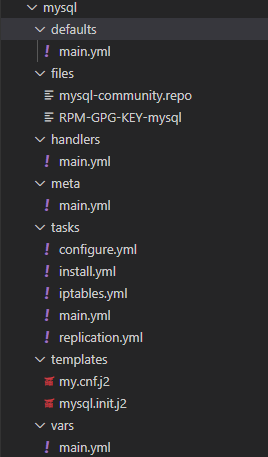 mysql
defaults
! main.yml
files
mysql-community.repo
RPM-GPG-KEY-mysql
handlers
! main.yml
meta
! main.yml
tasks
! configure.yml
! install.yml
! iptables.yml
! main.yml
! replication.yml
templates
my.cnf.j2
mysql.init.j2
vars
! main.yml